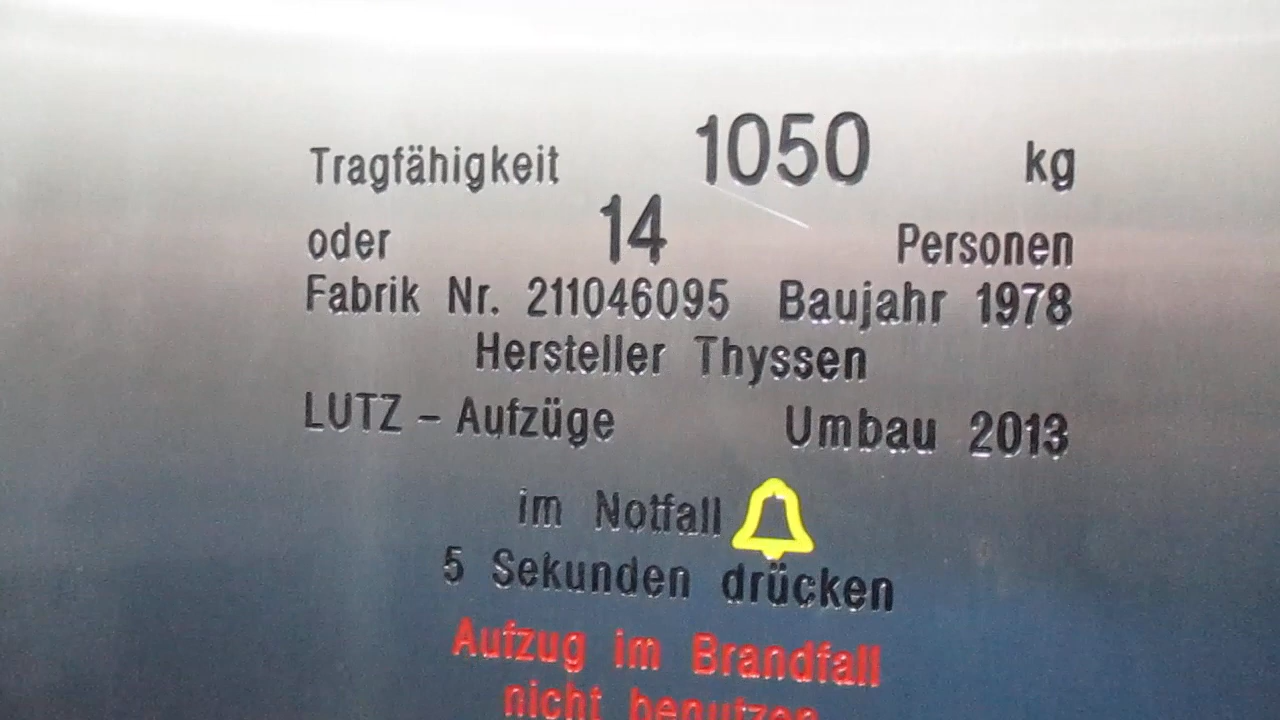 Tragfähigkeit 1050 kg
oder 14 Personen
Fabrik Nr. 211046095 Baujahr 1978
Hersteller Thyssen
LUTZ - Aufzüge Umbau 2013
im Notfall
5 Sekunden drücken
Aufzug im Brandfall
nicht benutzen